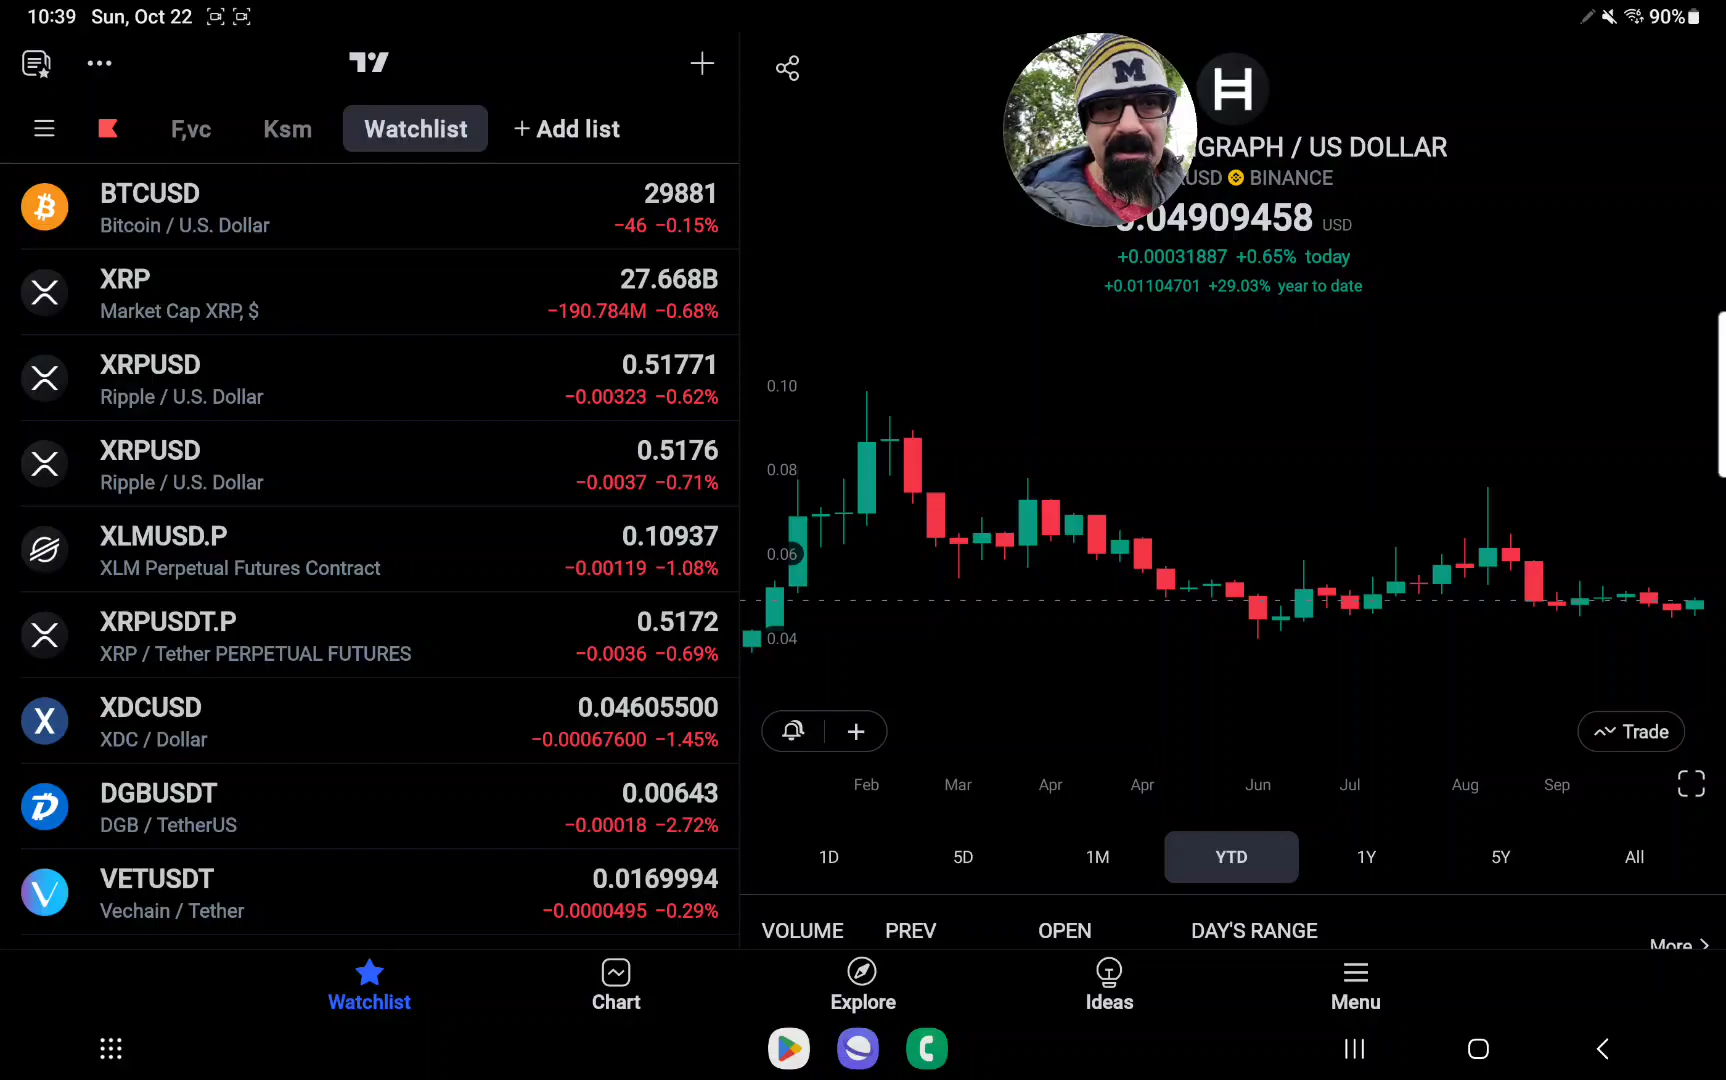 10:39 Sun, Oct 22
90%
F,vc Ksm Watchlist + Add list
BTCUSD 29881
Bitcoin / U.S. Dollar −46 −0.15%
XRP 27.668B
Market Cap XRP, $ −190.784M −0.68%
XRPUSD 0.51771
Ripple / U.S. Dollar −0.00323 −0.62%
XRPUSD 0.5176
Ripple / U.S. Dollar −0.0037 −0.71%
XLMUSD.P 0.10937
XLM Perpetual Futures Contract −0.00119 −1.08%
XRPUSDT.P 0.5172
XRP / Tether PERPETUAL FUTURES −0.0036 −0.69%
XDCUSD 0.04605500
XDC / Dollar −0.00067600 −1.45%
DGBUSDT 0.00643
DGB / TetherUS −0.00018 −2.72%
VETUSDT 0.0169994
Vechain / Tether −0.0000495 −0.29%
M
GRAPH / US DOLLAR
USD BINANCE
.04909458 USD
+0.00031887 +0.65% today
+0.01104701 +29.03% year to date
0.10
0.08
0.06
0.04
Trade
Feb Mar Apr Apr Jun Jul Aug Sep
1D 5D 1M YTD 1Y 5Y All
VOLUME PREV OPEN DAY'S RANGE
More
Watchlist Chart Explore Ideas Menu